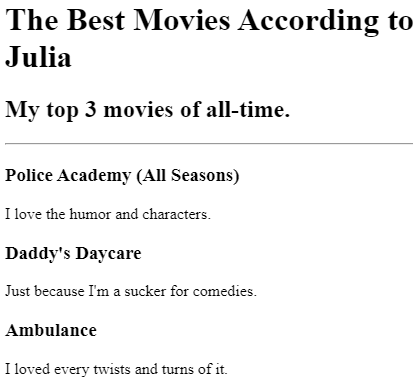 The Best Movies According to
Julia
My top 3 movies of all-time.
Police Academy (All Seasons)
I love the humor and characters.
Daddy's Daycare
Just because I'm a sucker for comedies.
Ambulance
I loved every twists and turns of it.